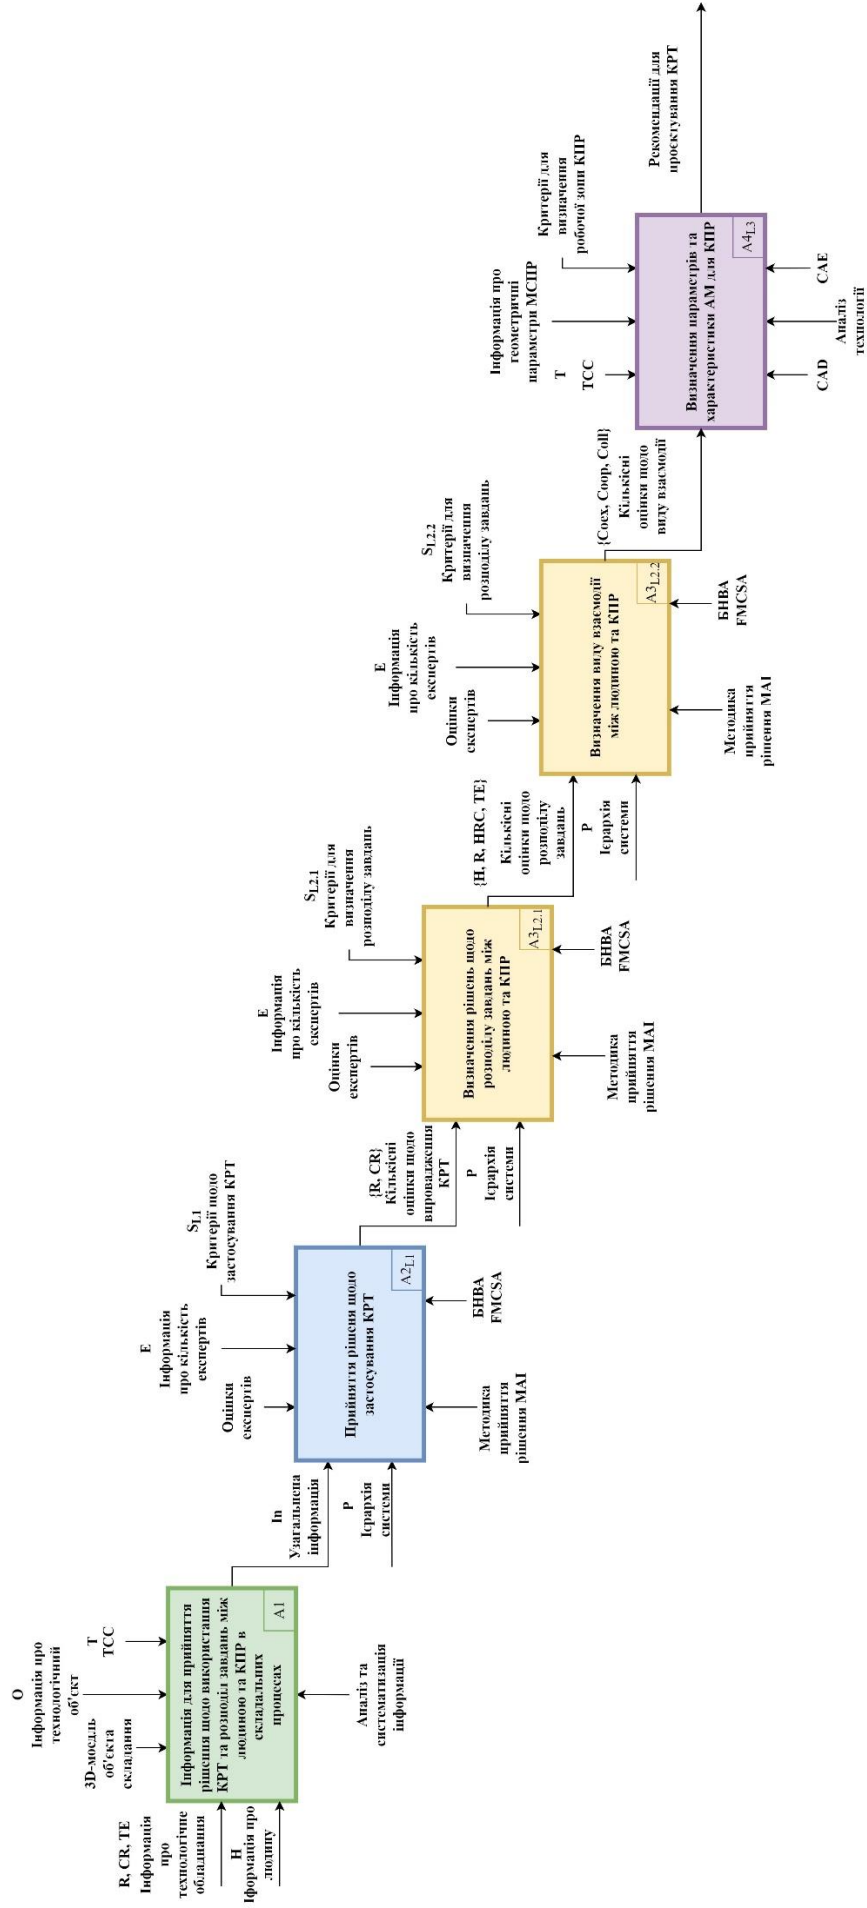 R, CR, TE
Інформація
про
технологічне
обладнання
H
Іформація про
людину
3D-модль
об'єкта
складання
O
Інформація про
технологічний
об'єкт
T
ТСС
Інформація для прийняття
рішення щодо використання
КРТ та розподіл завдань між
людиною та КПР в
складальних
процесах
A1
Аналіз та
систематизація
інформації
In
Узагальнена
інформація
P
Ієрархія
системи
Оцінки
експертів
E
Інформація
про кількість
експертів
SL1
Критерії щодо
застосування КРТ
Прийняття рішеня щодо
застосування КРТ
A2L1
Методика
прийняття
рішення МАІ
БНВА
FMCSA
{R, CR}
Кількісні
оцінки щодо
впровадження
КРТ
P
Ієрархія
системи
Оцінки
експертів
E
Інформація
про кількість
експертів
SL2.1
Критерії для
визначення
розподілу завдань
Визначення рішень щодо
розподілу завдань між
людиною та КПР
A3L2.1
Методика
прийняття
рішення МАІ
БНВА
FMCSA
{H, R, HRC, TE}
Кількісні
оцінки щодо
розподілу
завдань
P
Ієрархія
системи
Оцінки
експертів
E
Інформація
про кількість
експертів
SL2.2
Критерії для
визначення
розподілу завдань
Визначення виду взаємодії
між людиною та КПР
A3L2.2
Методика
прийняття
рішення МАІ
БНВА
FMCSA
{Coex, Coop, Coll}
Кількісні
оцінки щодо
виду взаємодії
T
ТСС
Інформація про
геометричні
параметри МСПР
Критерії для
визначення
робочої зони КПР
Визначення параметрів та
характеристики АМ для КПР
A4L3
CAD
Аналіз
технології
CAE
Рекомендації для
проєктування КРТ